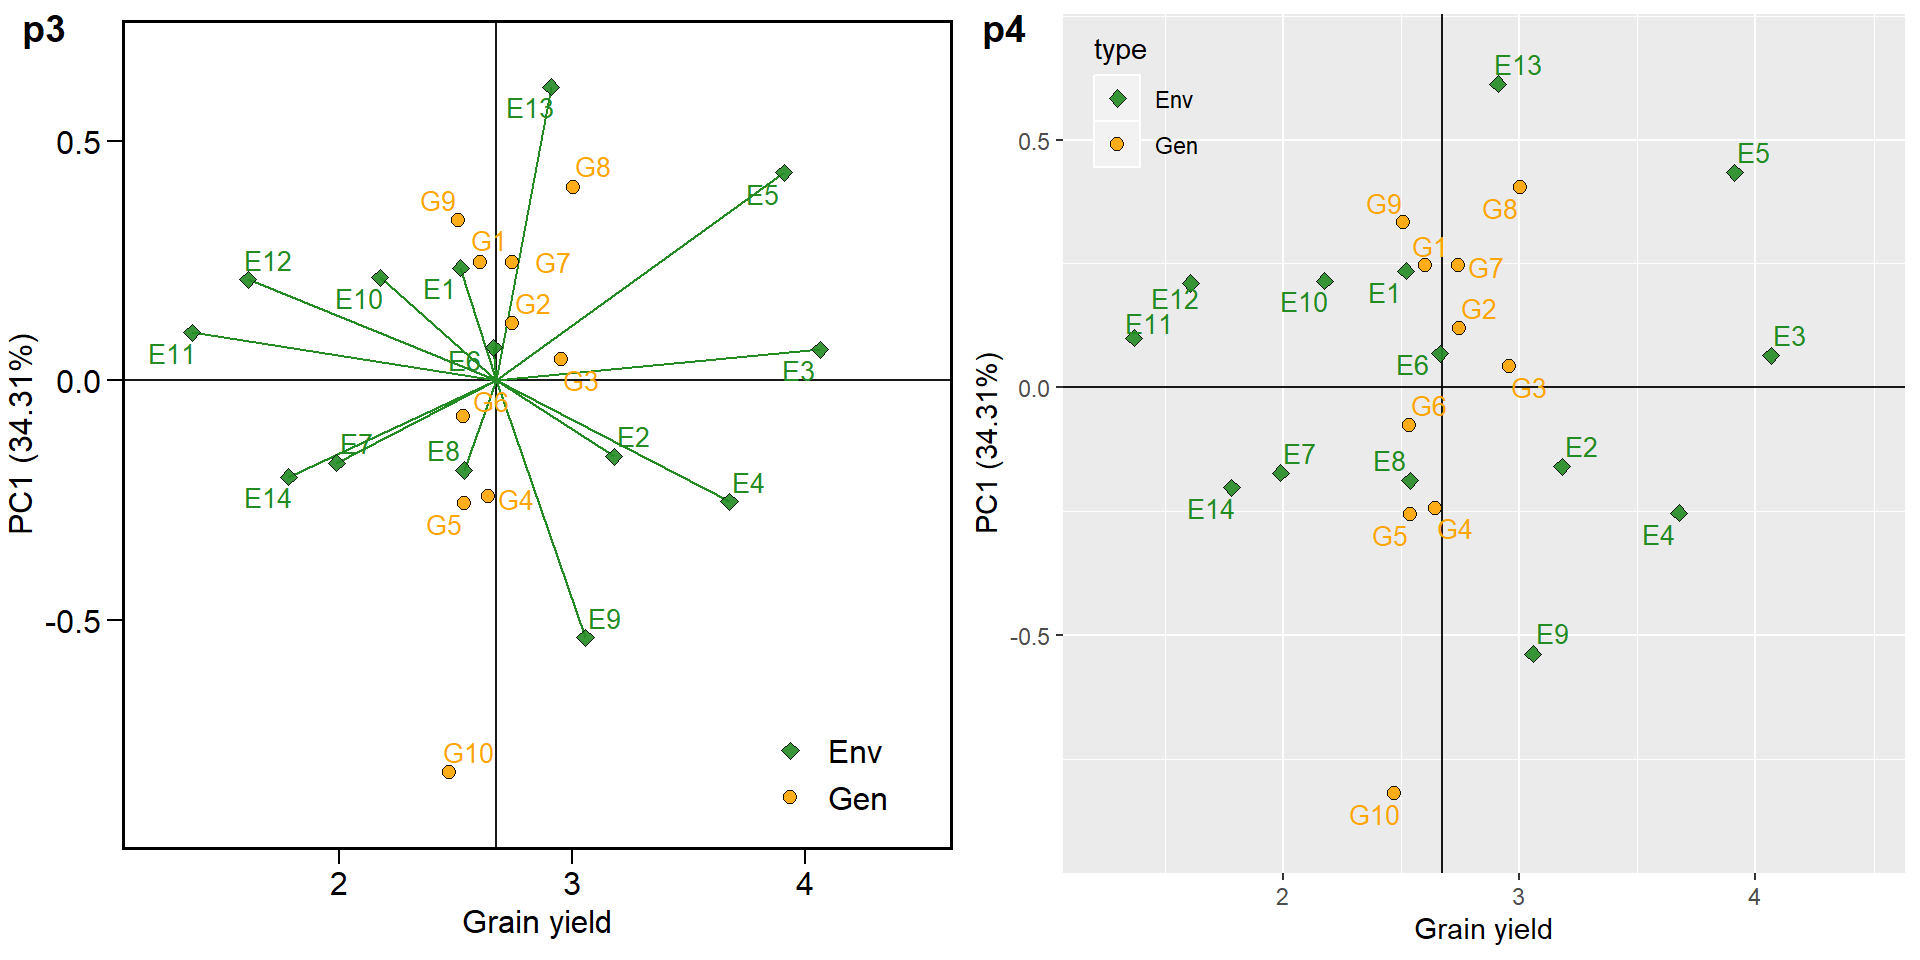 p3
E13
G8
E5
0.5
G9
G1
G7
E12
E10
E1
G2
E11
E6
E3
G3
0.0
G6
E7
E8
E2
E14
G4
E4
G5
-0.5
E9
G10
Env
Gen
2 3 4
Grain yield
PC1 (34.31%)
p4
type
Env
Gen
E13
0.5
E5
G9
G8
G1
G7
E12
E10
E1
G2
E11
E3
E6
0.0
G3
G6
E7
E8
E2
E14
G5
G4
E4
-0.5
E9
G10
2 3 4
Grain yield
PC1 (34.31%)